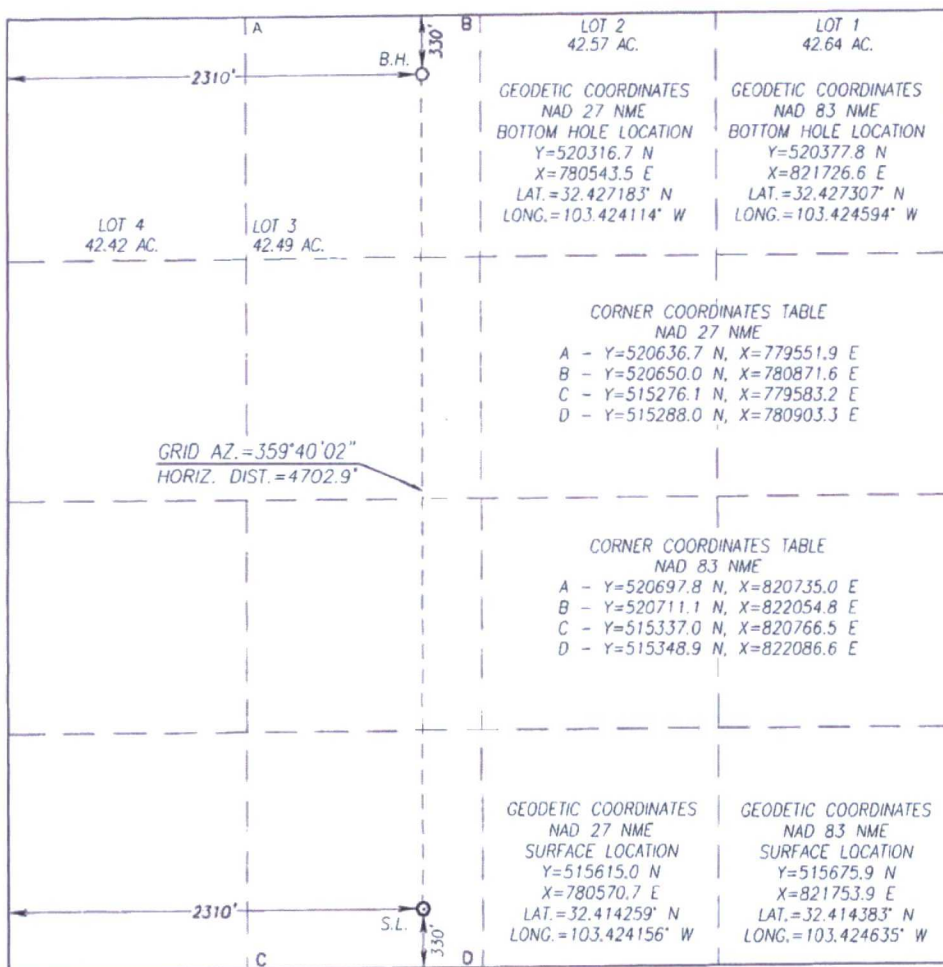 A
B
330'
B.H.
2310'
LOT 2
42.57 AC.
LOT 1
42.64 AC.
GEODETIC COORDINATES
NAD 27 NME
BOTTOM HOLE LOCATION
Y=520316.7 N
X=780543.5 E
LAT.=32.427183° N
LONG.=103.424114° W
GEODETIC COORDINATES
NAD 83 NME
BOTTOM HOLE LOCATION
Y=520377.8 N
X=821726.6 E
LAT.=32.427307° N
LONG.=103.424594° W
LOT 4
42.42 AC.
LOT 3
42.49 AC.
CORNER COORDINATES TABLE
NAD 27 NME
A - Y=520636.7 N, X=779551.9 E
B - Y=520650.0 N, X=780871.6 E
C - Y=515276.1 N, X=779583.2 E
D - Y=515288.0 N, X=780903.3 E
GRID AZ.=359°40'02"
HORIZ. DIST.=4702.9'
CORNER COORDINATES TABLE
NAD 83 NME
A - Y=520697.8 N, X=820735.0 E
B - Y=520711.1 N, X=822054.8 E
C - Y=515337.0 N, X=820766.5 E
D - Y=515348.9 N, X=822086.6 E
GEODETIC COORDINATES
NAD 27 NME
SURFACE LOCATION
Y=515615.0 N
X=780570.7 E
LAT.=32.414259° N
LONG.=103.424156° W
GEODETIC COORDINATES
NAD 83 NME
SURFACE LOCATION
Y=515675.9 N
X=821753.9 E
LAT.=32.414383° N
LONG.=103.424635° W
2310'
S.L.
330'
C
D